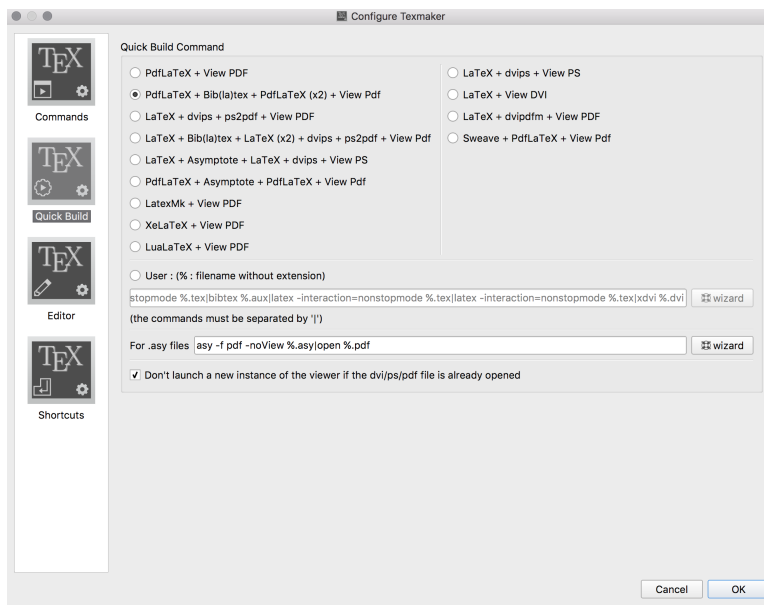 Configure Texmaker
TEX
Commands
TEX
Quick Build
TEX
Editor
TEX
Shortcuts
Quick Build Command
PdfLaTeX + View PDF
PdfLaTeX + Bib(la)tex + PdfLaTeX (x2) + View Pdf
LaTeX + dvips + ps2pdf + View PDF
LaTeX + Bib(la)tex + LaTeX (x2) + dvips + ps2pdf + View Pdf
LaTeX + Asymptote + LaTeX + dvips + View PS
PdfLaTeX + Asymptote + PdfLaTeX + View Pdf
LatexMk + View PDF
XeLaTeX + View PDF
LuaLaTeX + View PDF
LaTeX + dvips + View PS
LaTeX + View DVI
LaTeX + dvipdfm + View PDF
Sweave + PdfLaTeX + View Pdf
User : (% : filename without extension)
stopmode %.tex|bibtex %.aux|latex -interaction=nonstopmode %.tex|latex -interaction=nonstopmode %.tex|xdvi %.dvi
wizard
(the commands must be separated by '|')
For .asy files
asy -f pdf -noView %.asy|open %.pdf
wizard
Don't launch a new instance of the viewer if the dvi/ps/pdf file is already opened
Cancel
OK